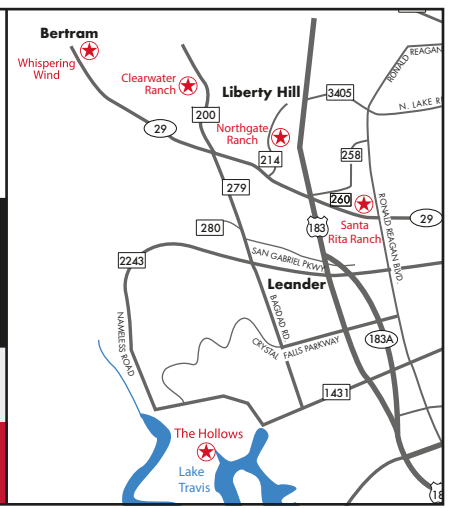 Bertram
Whispering
Wind
Clearwater
Ranch
Liberty Hill
Northgate
Ranch
RONALD REAGAN
3405
N. LAKE
200
29
214
258
279
260
Santa
Rita Ranch
29
183
280
SAN GABRIEL PKWY
RONALD REAGAN BLVD.
2243
Leander
BAGDAD RD.
NAMELESS ROAD
CRYSTAL FALLS PARKWAY
183A
1431
The Hollows
Lake
Travis
18